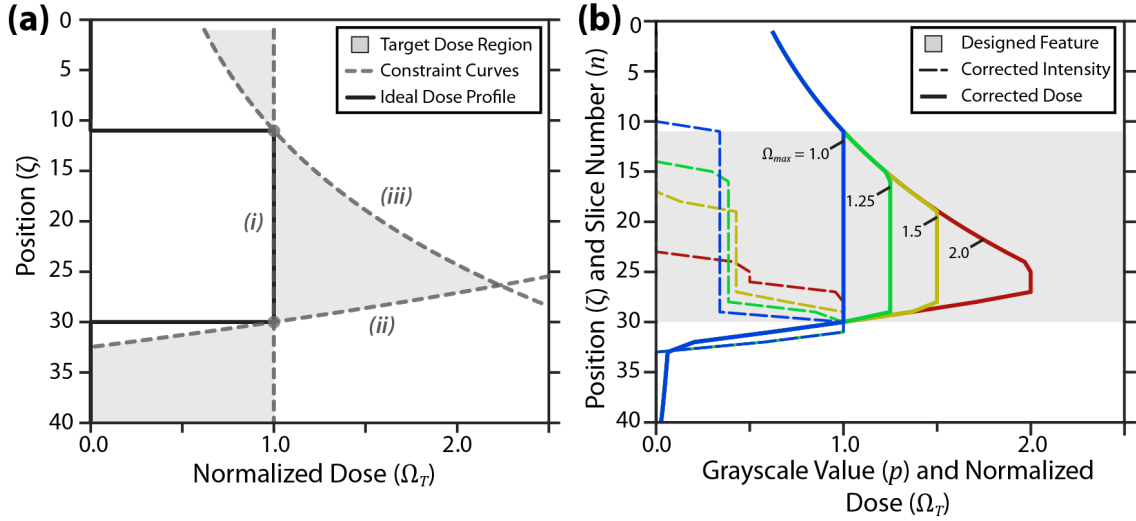 (a)
0
5
10
15
20
25
30
35
40
Position (ζ)
Target Dose Region
Constraint Curves
Ideal Dose Profile
(i)
(ii)
(iii)
0.0
1.0
2.0
Normalized Dose (Ω_T)
(b)
0
5
10
15
20
25
30
35
40
Position (ζ) and Slice Number (n)
Designed Feature
Corrected Intensity
Corrected Dose
Ω_max = 1.0
1.25
1.5
2.0
0.0
1.0
2.0
Grayscale Value (p) and Normalized
Dose (Ω_T)